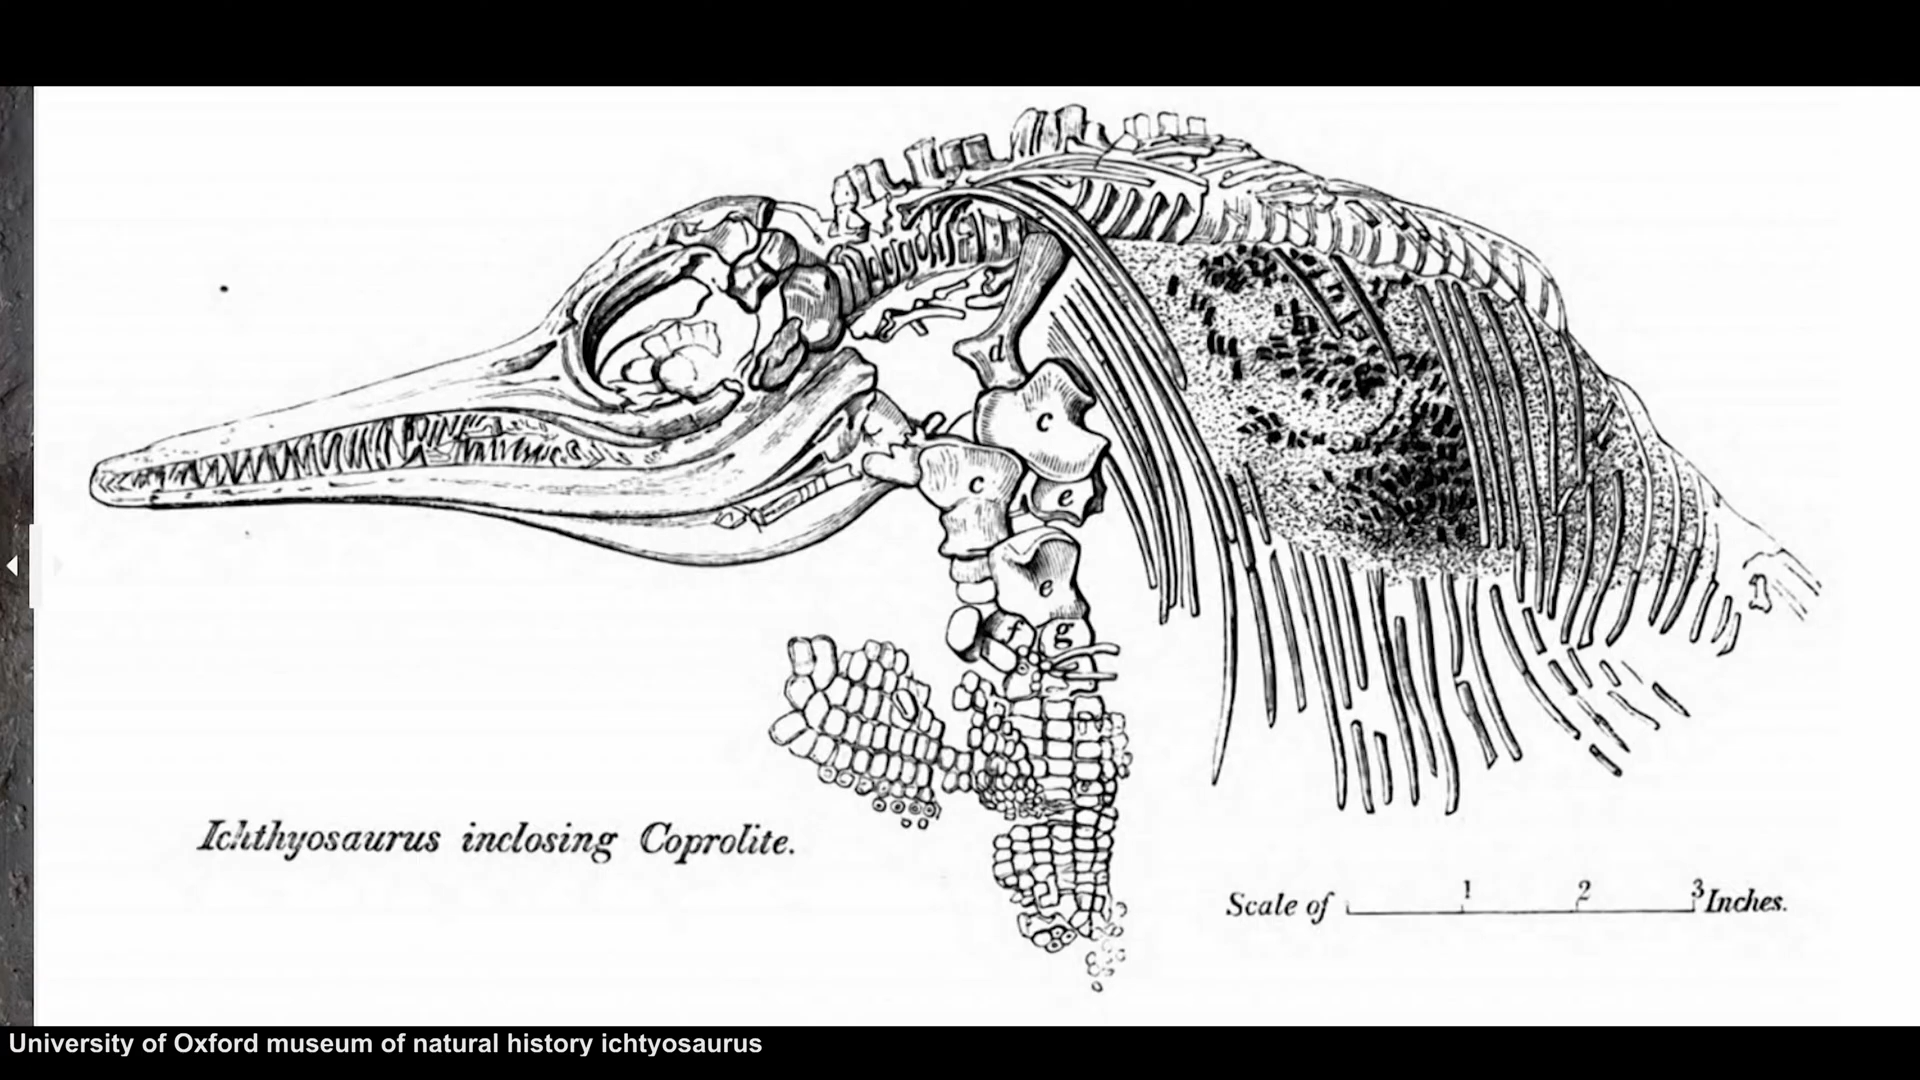 d
c
c
e
e
f
g
Ichthyosaurus inclosing Coprolite.
1 2 3
Scale of Inches.
University of Oxford museum of natural history ichtyosaurus